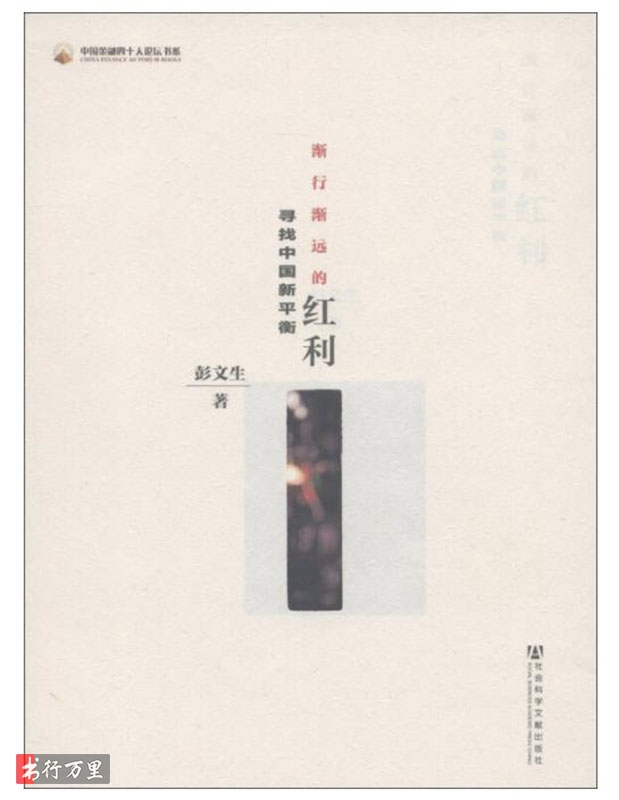 中国金融四十人论坛书系
CHINA FINANCE 40 FORUM BOOKS
渐行渐远的红利
寻找中国新平衡
彭文生
著
社会科学文献出版社
SOCIAL SCIENCES ACADEMIC PRESS (CHINA)
书行万里